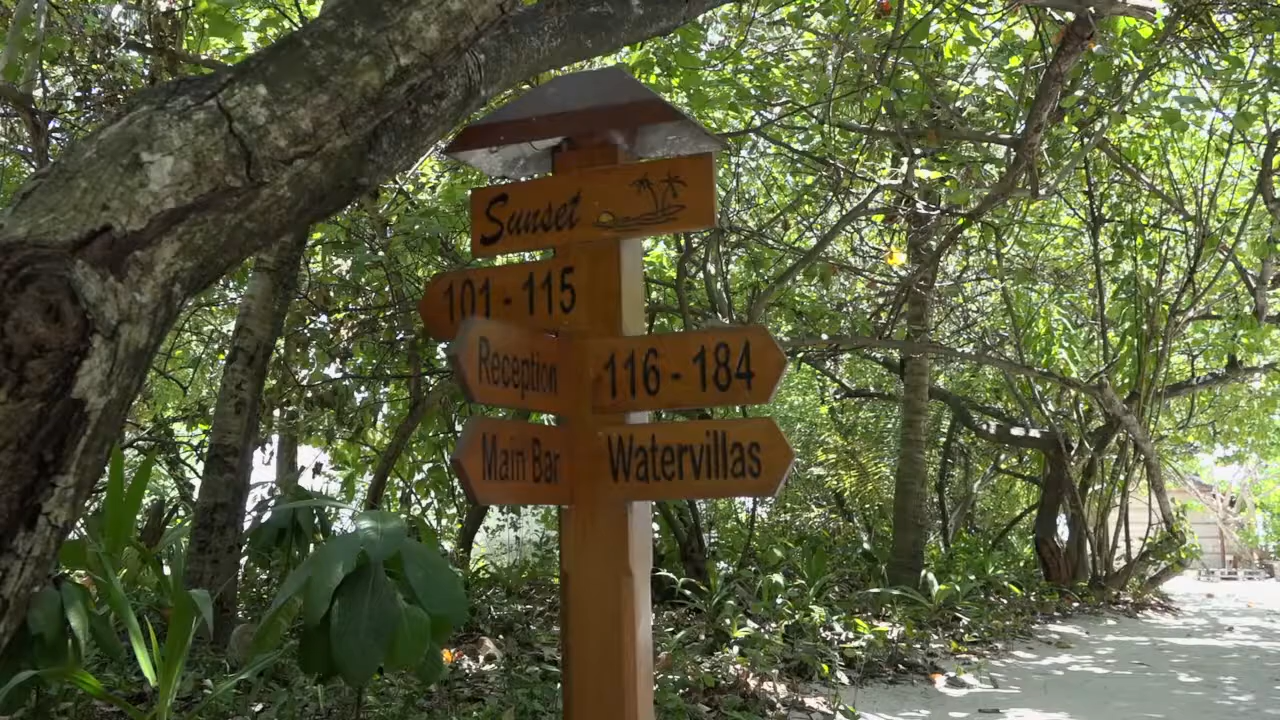 Sunset
101 - 115
Reception
116 - 184
Main Bar
Watervillas